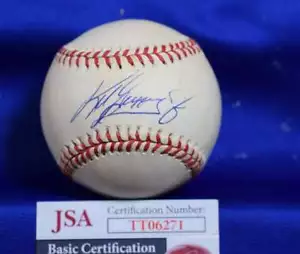 JSA
Certification Number:
TT06271
Basic Certification